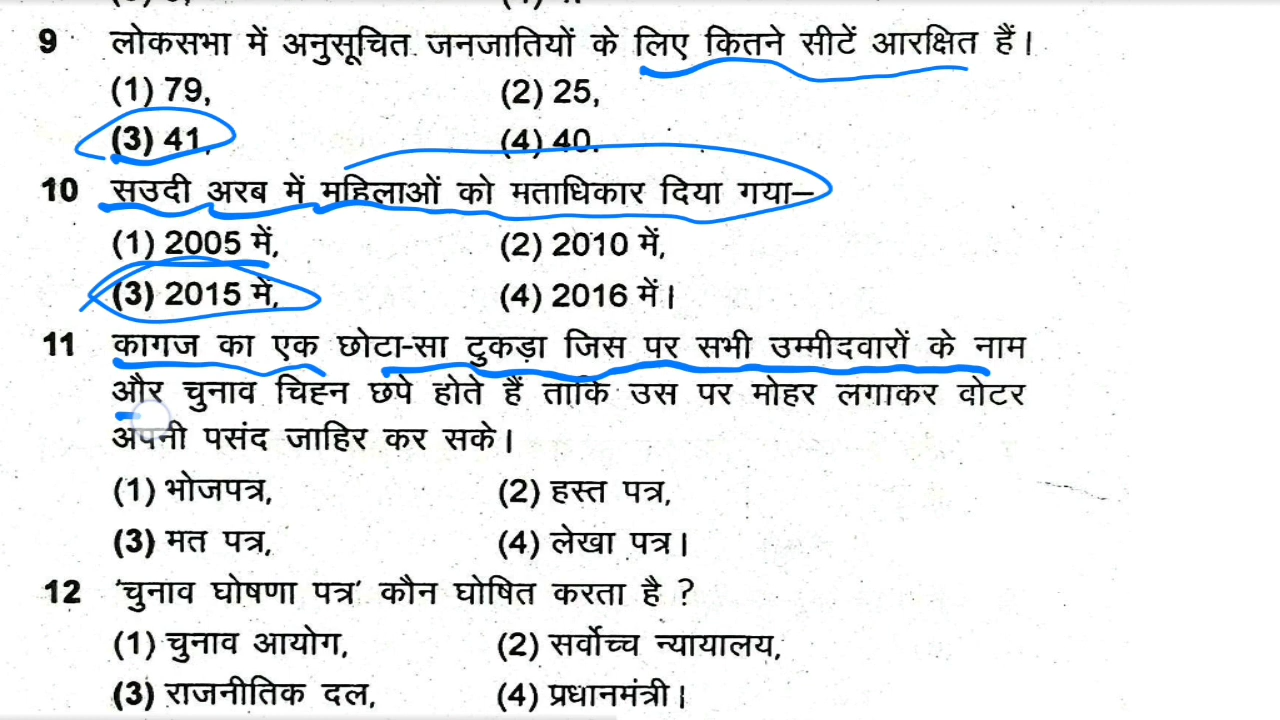 9 लोकसभा में अनुसूचित जनजातियों के लिए कितने सीटें आरक्षित हैं।
(1) 79, (2) 25,
(3) 41, (4) 40.
10 सउदी अरब में महिलाओं को मताधिकार दिया गया–
(1) 2005 में, (2) 2010 में,
(3) 2015 में, (4) 2016 में।
11 कागज का एक छोटा-सा टुकड़ा जिस पर सभी उम्मीदवारों के नाम
और चुनाव चिह्न छपे होते हैं ताकि उस पर मोहर लगाकर वोटर
अपनी पसंद जाहिर कर सके।
(1) भोजपत्र, (2) हस्त पत्र,
(3) मत पत्र, (4) लेखा पत्र।
12 'चुनाव घोषणा पत्र' कौन घोषित करता है ?
(1) चुनाव आयोग, (2) सर्वोच्च न्यायालय,
(3) राजनीतिक दल, (4) प्रधानमंत्री।